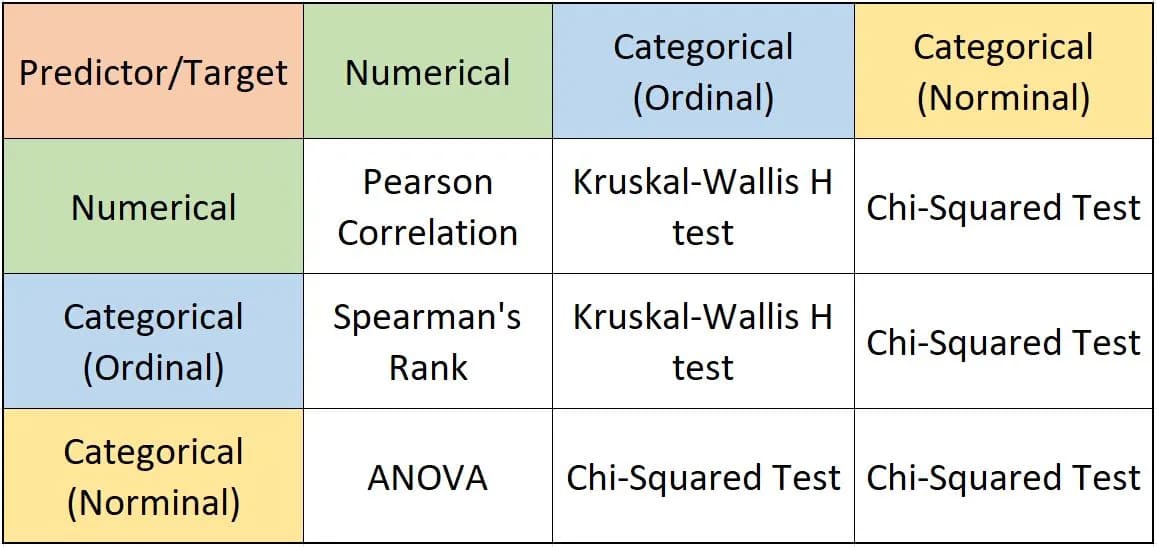 Predictor/Target
Numerical
Categorical
(Ordinal)
Categorical
(Norminal)
Numerical
Pearson
Correlation
Kruskal-Wallis H
test
Chi-Squared Test
Categorical
(Ordinal)
Spearman's
Rank
Kruskal-Wallis H
test
Chi-Squared Test
Categorical
(Norminal)
ANOVA
Chi-Squared Test
Chi-Squared Test